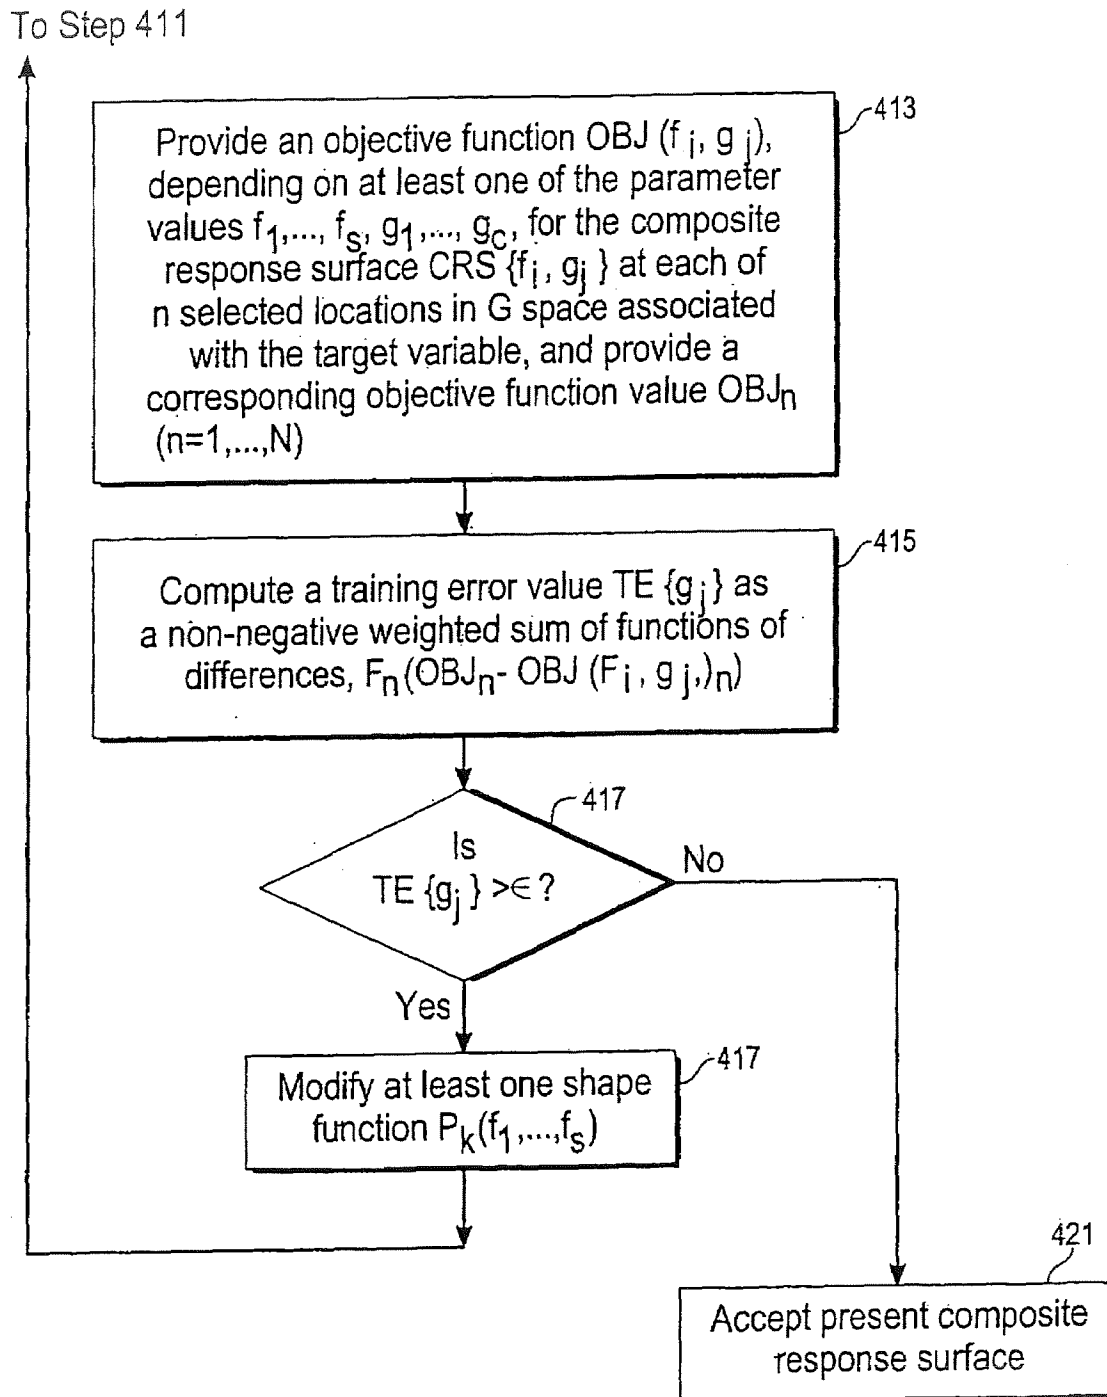 To Step 411
413
Provide an objective function OBJ (f i, g j),
depending on at least one of the parameter
values f1,..., fs, g1,..., gc, for the composite
response surface CRS {fi, gj } at each of
n selected locations in G space associated
with the target variable, and provide a
corresponding objective function value OBJn
(n=1,...,N)
415
Compute a training error value TE {gj} as
a non-negative weighted sum of functions of
differences, Fn(OBJn- OBJ (Fi, gj,)n)
417
Is
TE {gj } >∈ ?
No
Yes
417
Modify at least one shape
function Pk(f1,...,fs)
421
Accept present composite
response surface